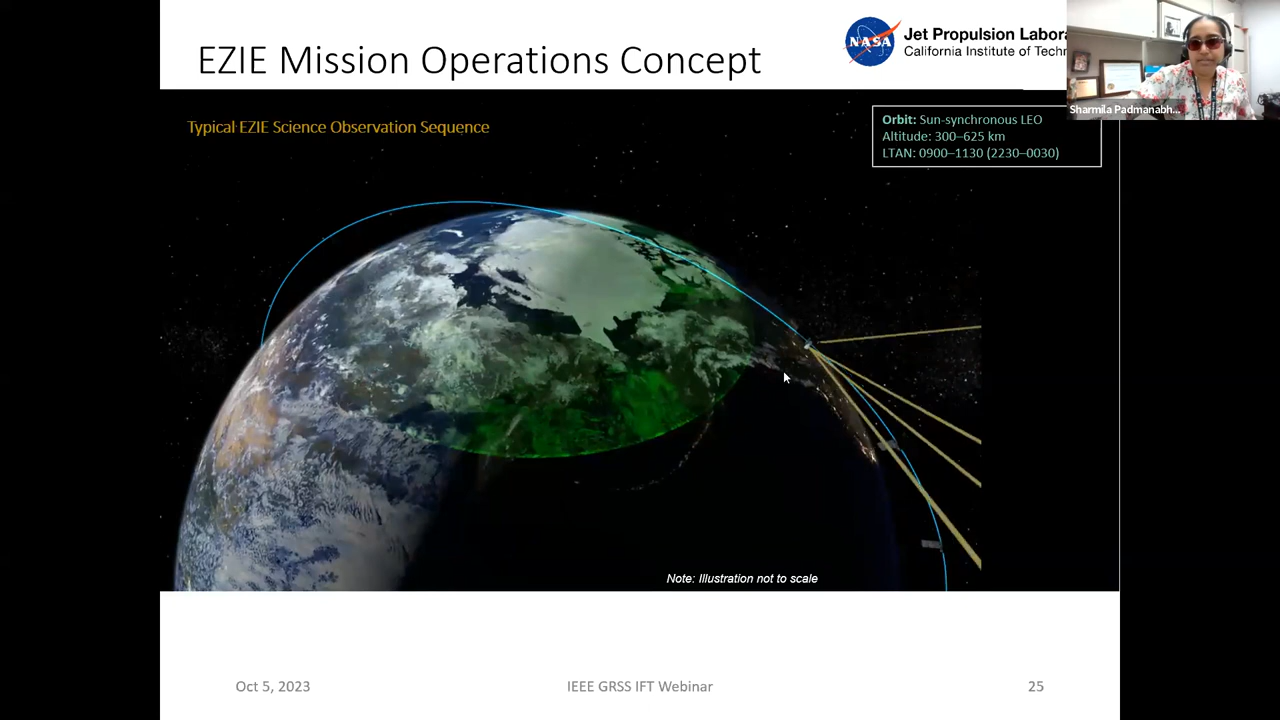 EZIE Mission Operations Concept
NASA
Jet Propulsion Labora
California Institute of Techn
Sharmila Padmanabh...
Typical EZIE Science Observation Sequence
Orbit: Sun-synchronous LEO
Altitude: 300–625 km
LTAN: 0900–1130 (2230–0030)
Note: Illustration not to scale
Oct 5, 2023
IEEE GRSS IFT Webinar
25